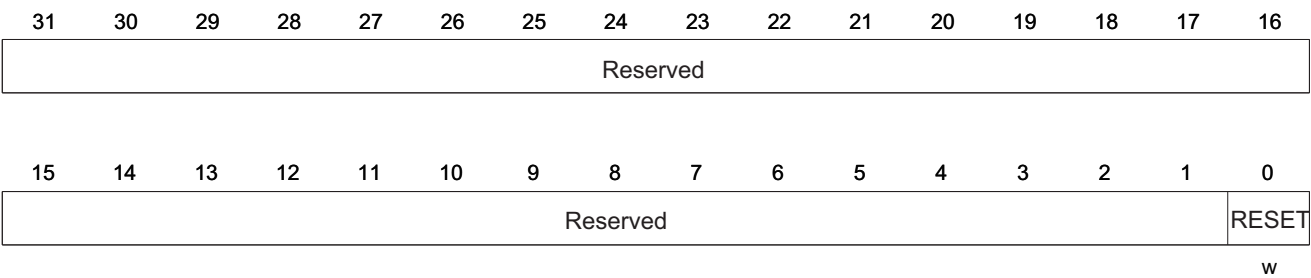 31 30 29 28 27 26 25 24 23 22 21 20 19 18 17 16
Reserved
15 14 13 12 11 10 9 8 7 6 5 4 3 2 1 0
Reserved RESET
w